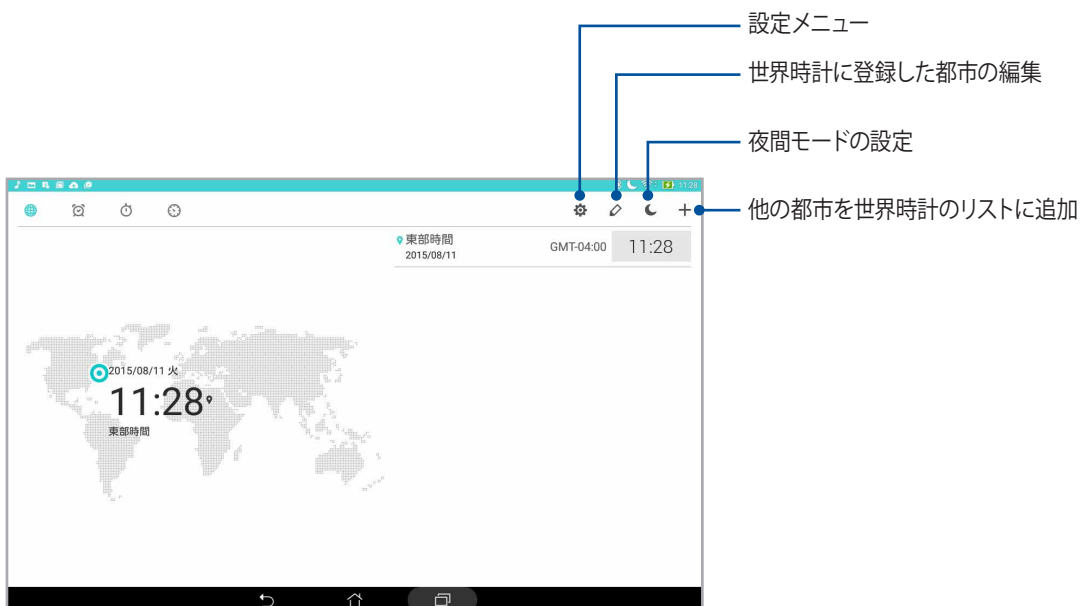 設定メニュー
世界時計に登録した都市の編集
夜間モードの設定
他の都市を世界時計のリストに追加
11:28
東部時間
2015/08/11
GMT-04:00
11:28
2015/08/11 火
11:28
東部時間